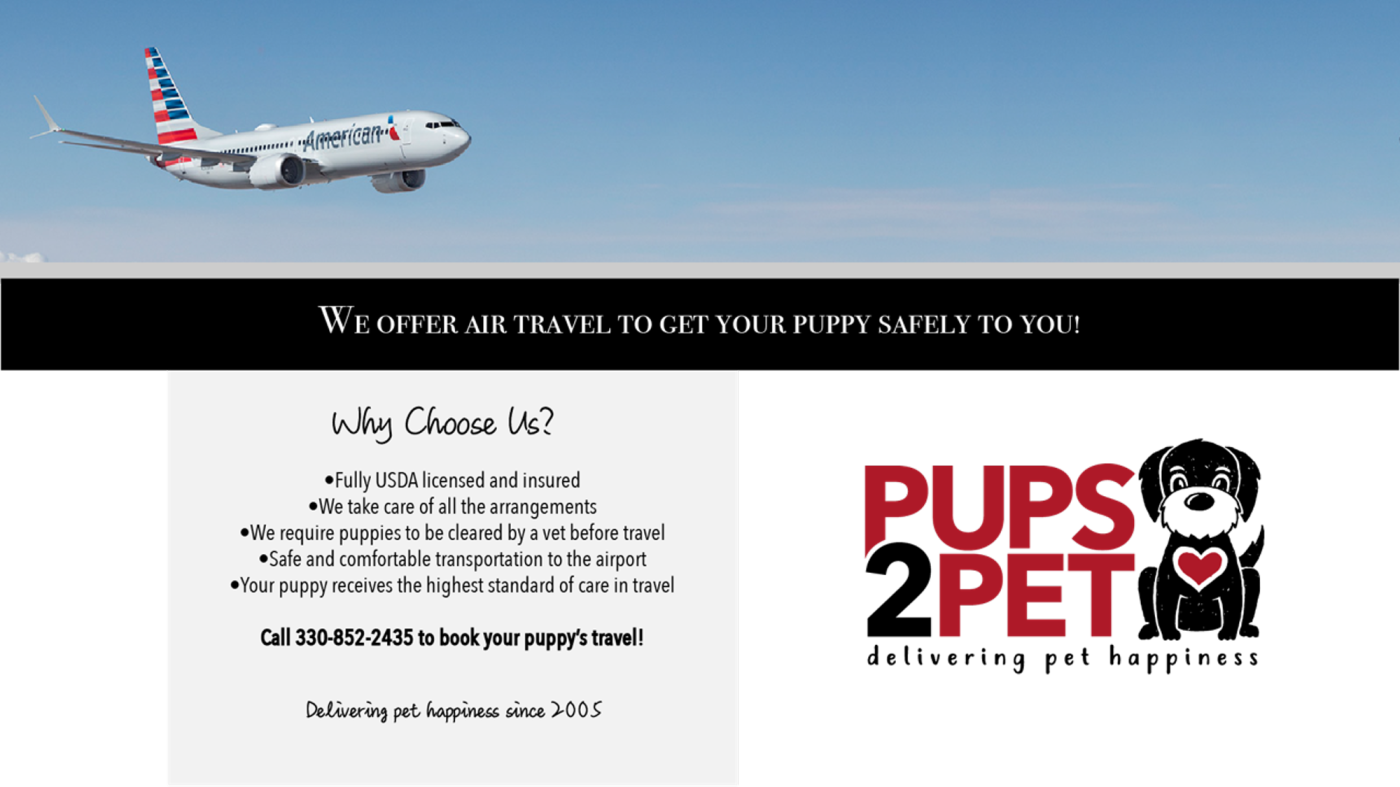 American
WE OFFER AIR TRAVEL TO GET YOUR PUPPY SAFELY TO YOU!
Why Choose Us?
•Fully USDA licensed and insured
•We take care of all the arrangements
•We require puppies to be cleared by a vet before travel
•Safe and comfortable transportation to the airport
•Your puppy receives the highest standard of care in travel
Call 330-852-2435 to book your puppy's travel!
Delivering pet happiness since 2005
PUPS
2PET
delivering pet happiness